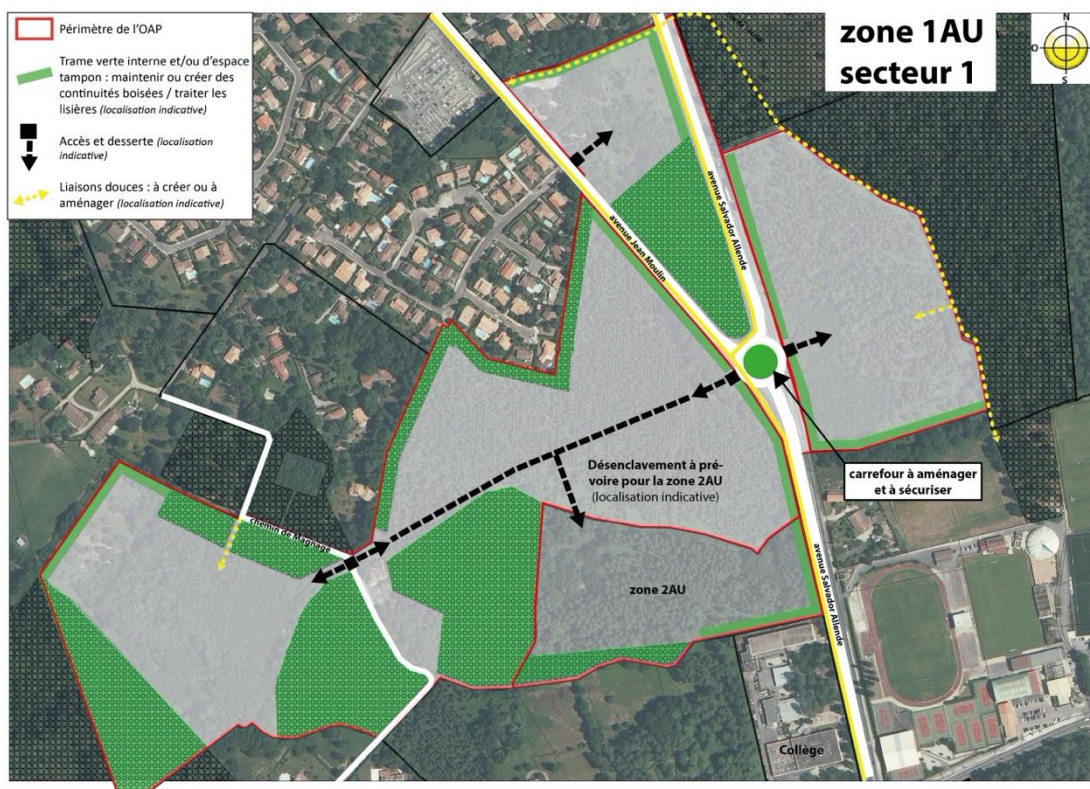 Périmètre de l'OAP
Trame verte interne et/ou d'espace
tampon : maintenir ou créer des
continuités boisées / traiter les
lisières (localisation indicative)
Accès et desserte (localisation
indicative)
Liaisons douces : à créer ou à
aménager (localisation indicative)
zone 1AU
secteur 1
N
O
E
S
avenue Salvador Allende
avenue Jean Moulin
Désenclavement à pré-
voire pour la zone 2AU
(localisation indicative)
carrefour à aménager
et à sécuriser
chemin de Magnage
zone 2AU
avenue Salvador Allende
Collège